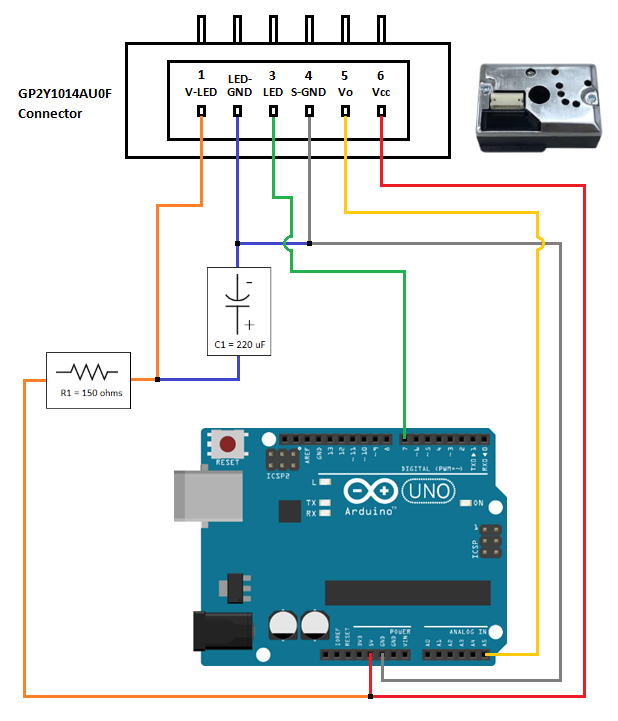 GP2Y1014AU0F
Connector
1
V-LED
LED-
GND
3
LED
4
S-GND
5
Vo
6
Vcc
-
+
C1 = 220 uF
R1 = 150 ohms
RESET
ICSP2
AREF
GND
13
12
~11
~10
~9
8
7
~6
~5
4
~3
2
TXD►1
RXD◄0
DIGITAL (PWM=~)
L
TX
RX
Arduino™
UNO
ON
1
ICSP
IOREF
RESET
3V3
5V
GND
GND
VIN
POWER
ANALOG IN
A0
A1
A2
A3
A4
A5